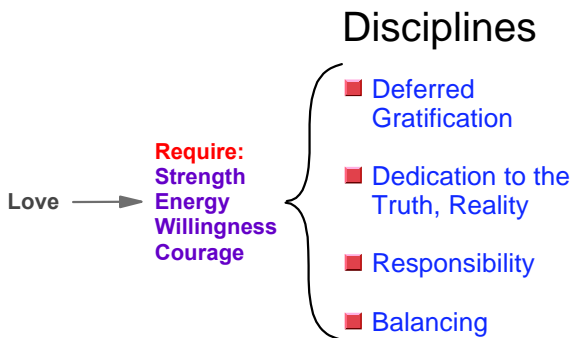 Disciplines
Love
Require:
Strength
Energy
Willingness
Courage
Deferred
Gratification
Dedication to the
Truth, Reality
Responsibility
Balancing